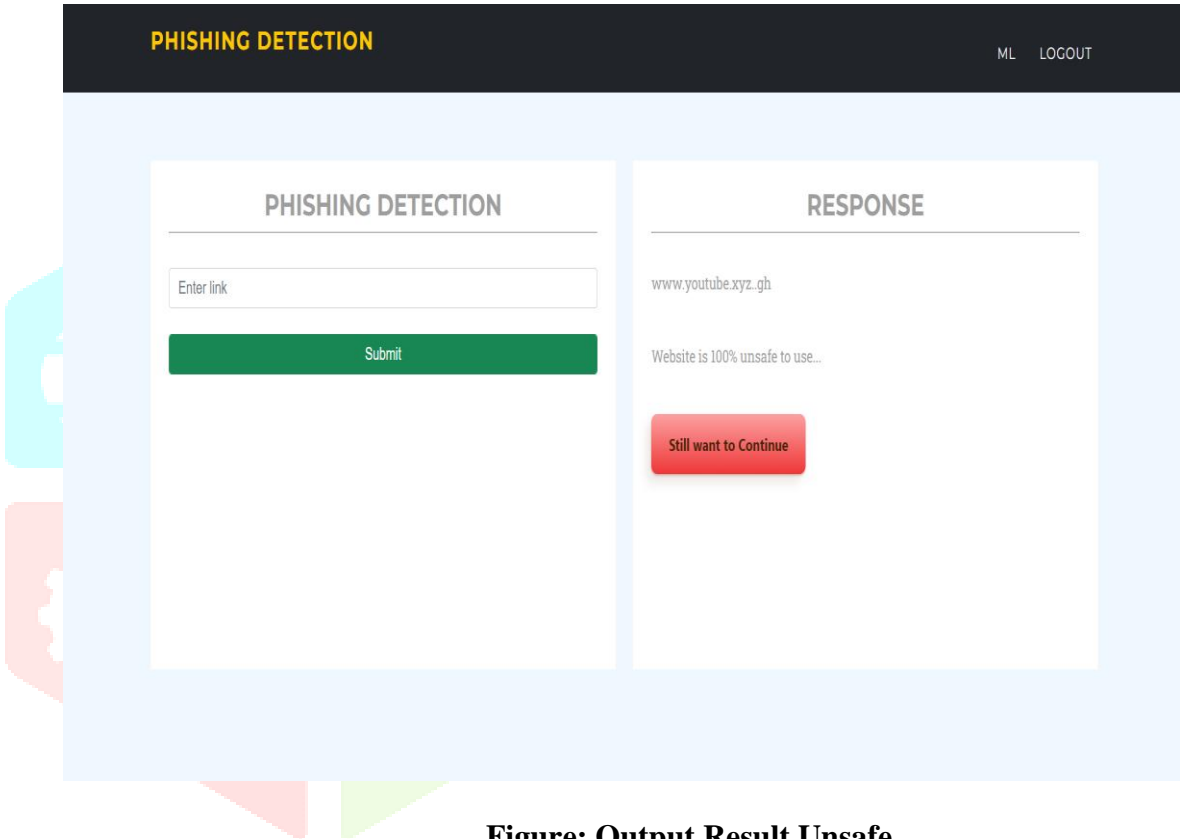 PHISHING DETECTION
ML LOGOUT
PHISHING DETECTION
Enter link
Submit
RESPONSE
www.youtube.xyz..gh
Website is 100% unsafe to use...
Still want to Continue
Figure: Output Result Unsafe